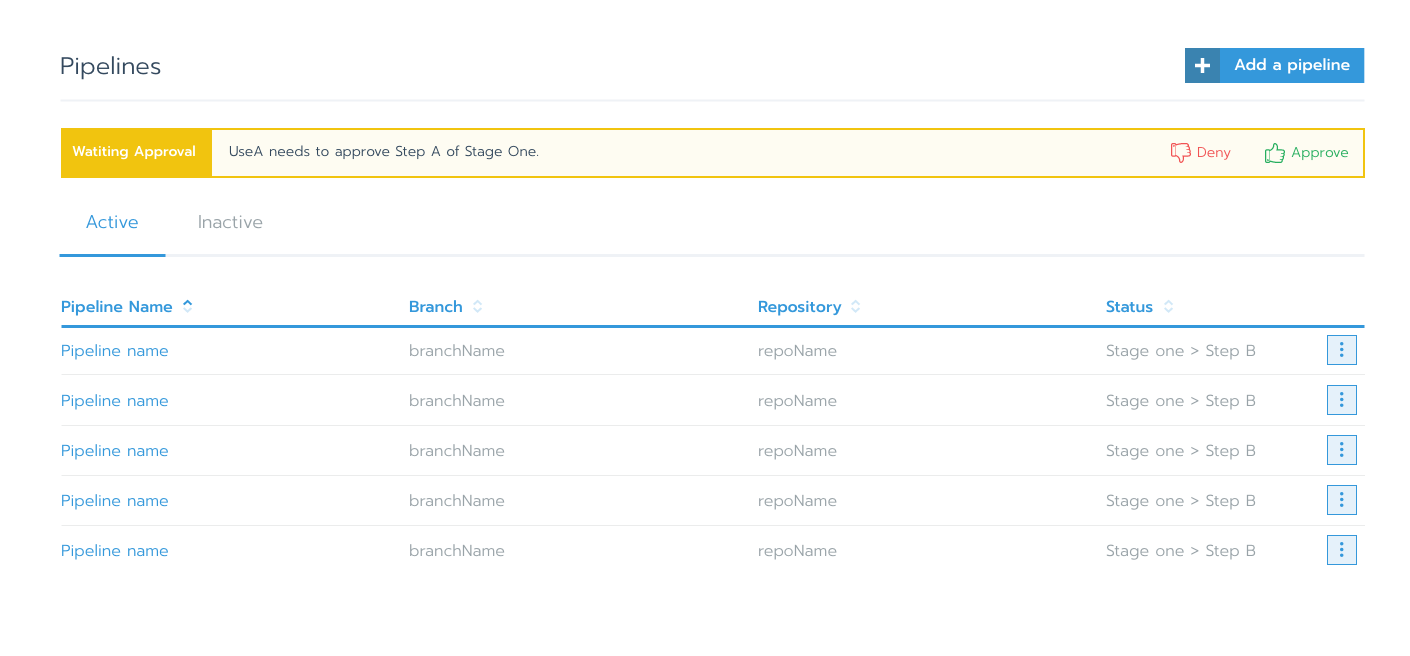 Pipelines
Add a pipeline
Watiting Approval UseA needs to approve Step A of Stage One. Deny Approve
Active Inactive
Pipeline Name Branch Repository Status
Pipeline name branchName repoName Stage one > Step B
Pipeline name branchName repoName Stage one > Step B
Pipeline name branchName repoName Stage one > Step B
Pipeline name branchName repoName Stage one > Step B
Pipeline name branchName repoName Stage one > Step B